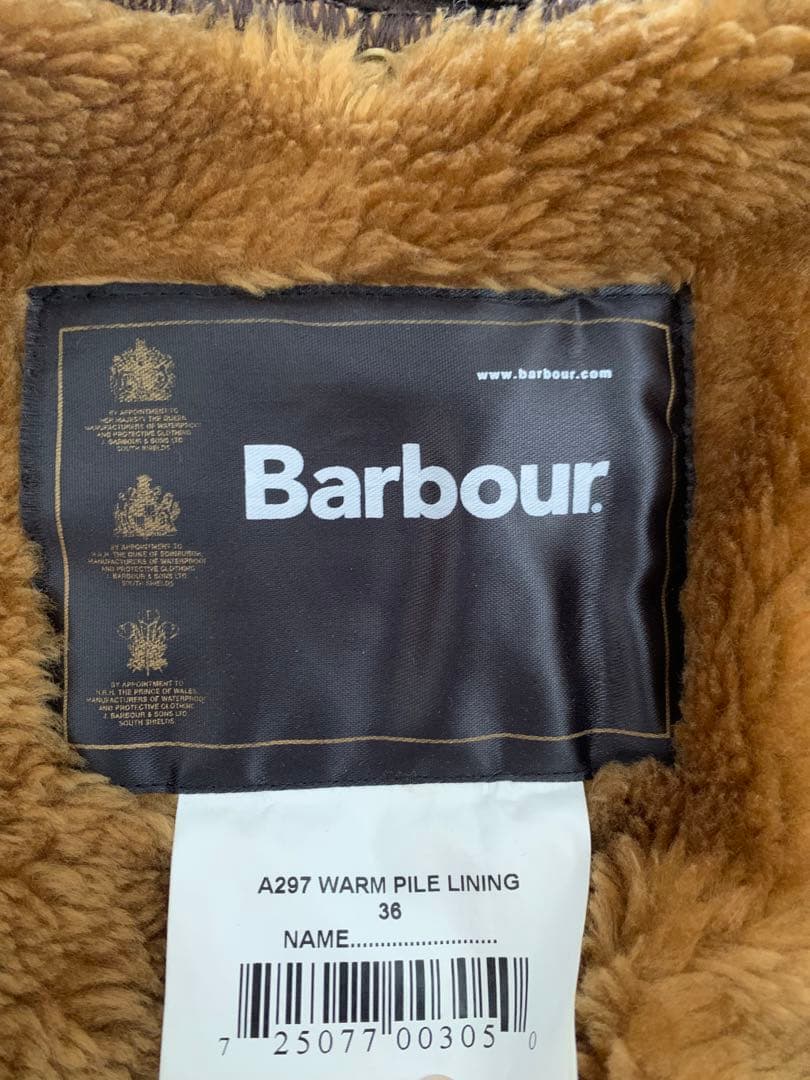 www.barbour.com
Barbour.
BY APPOINTMENT TO
HER MAJESTY THE QUEEN
MANUFACTURERS OF WATERPROOF
AND PROTECTIVE CLOTHING
J. BARBOUR & SONS LTD
SOUTH SHIELDS
BY APPOINTMENT TO
H.R.H. THE DUKE OF EDINBURGH
MANUFACTURERS OF WATERPROOF
AND PROTECTIVE CLOTHING
J. BARBOUR & SONS LTD
SOUTH SHIELDS
BY APPOINTMENT TO
H.R.H. THE PRINCE OF WALES
MANUFACTURERS OF WATERPROOF
AND PROTECTIVE CLOTHING
J. BARBOUR & SONS LTD
SOUTH SHIELDS
A297 WARM PILE LINING
36
NAME.........................
7 25077 00305 0